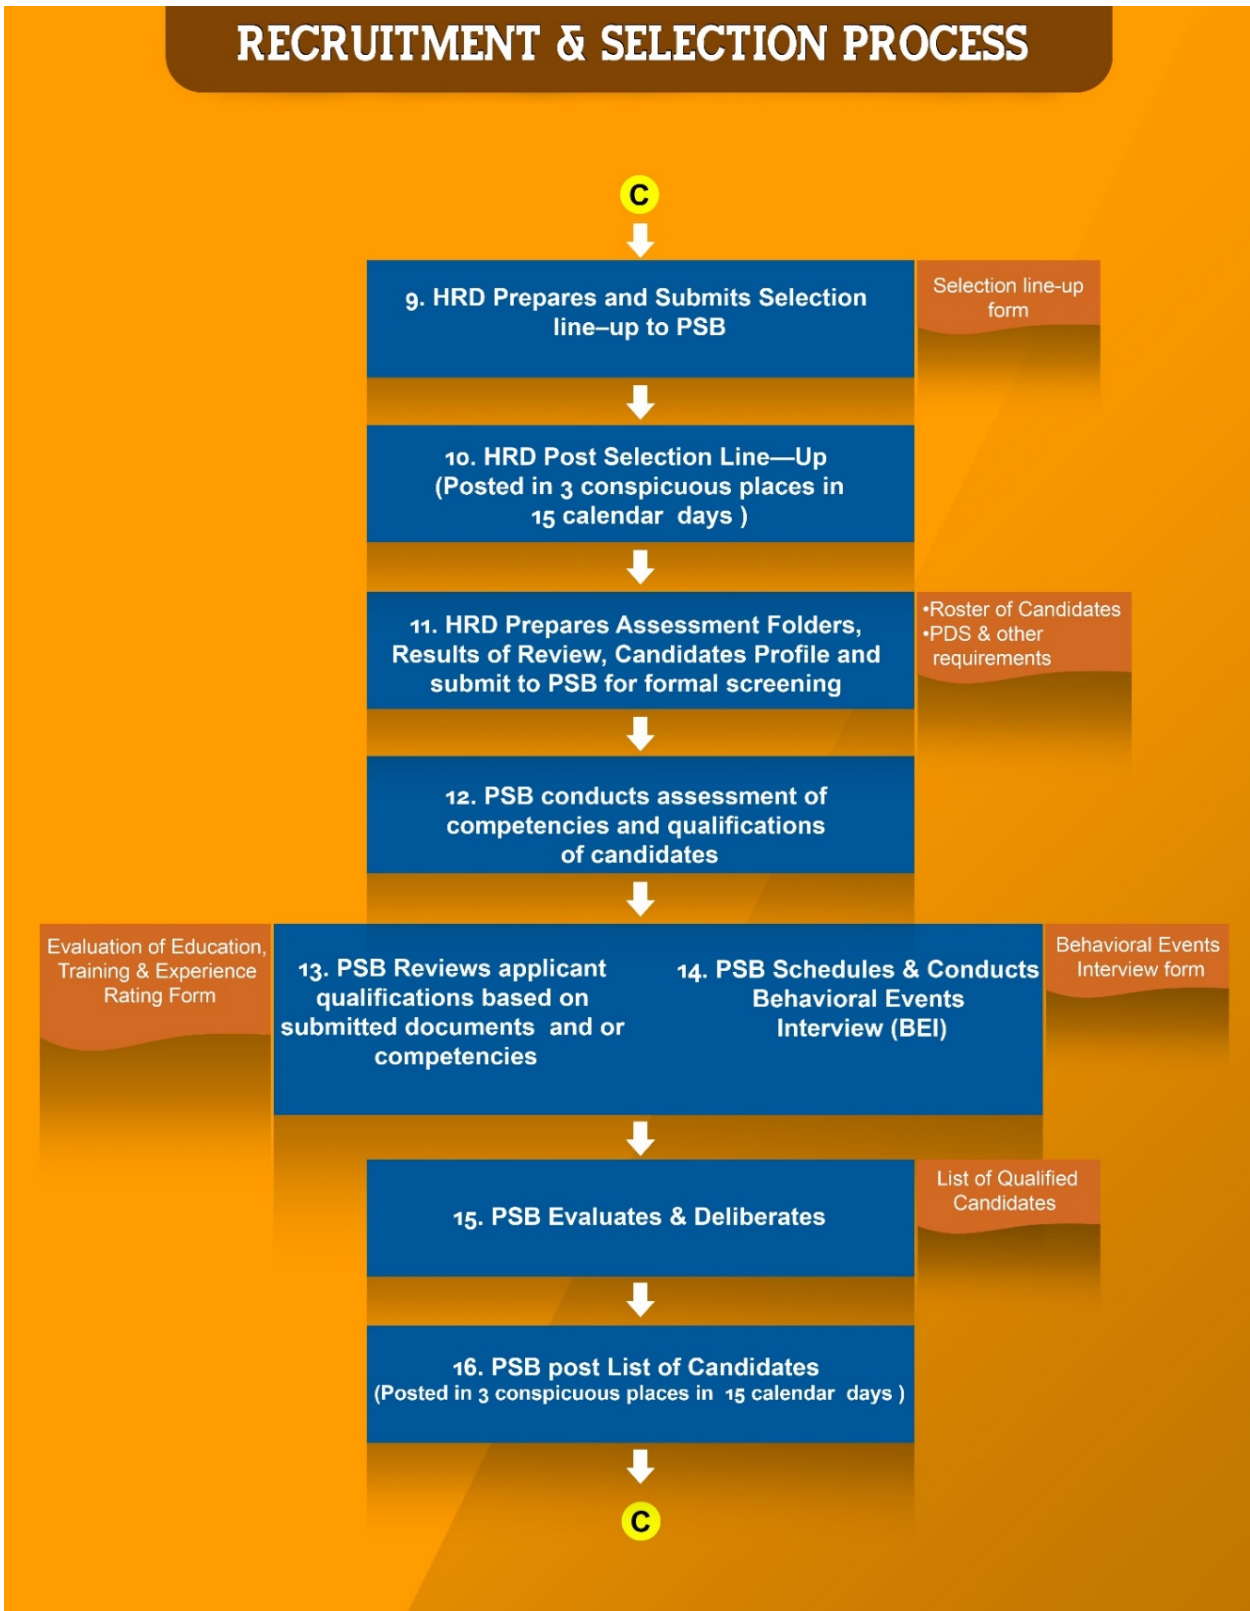 RECRUITMENT & SELECTION PROCESS
C
9. HRD Prepares and Submits Selection
line–up to PSB
Selection line-up
form
10. HRD Post Selection Line—Up
(Posted in 3 conspicuous places in
15 calendar days )
11. HRD Prepares Assessment Folders,
Results of Review, Candidates Profile and
submit to PSB for formal screening
•Roster of Candidates
•PDS & other
requirements
12. PSB conducts assessment of
competencies and qualifications
of candidates
Evaluation of Education,
Training & Experience
Rating Form
13. PSB Reviews applicant
qualifications based on
submitted documents and or
competencies
14. PSB Schedules & Conducts
Behavioral Events
Interview (BEI)
Behavioral Events
Interview form
15. PSB Evaluates & Deliberates
List of Qualified
Candidates
16. PSB post List of Candidates
(Posted in 3 conspicuous places in 15 calendar days )
C